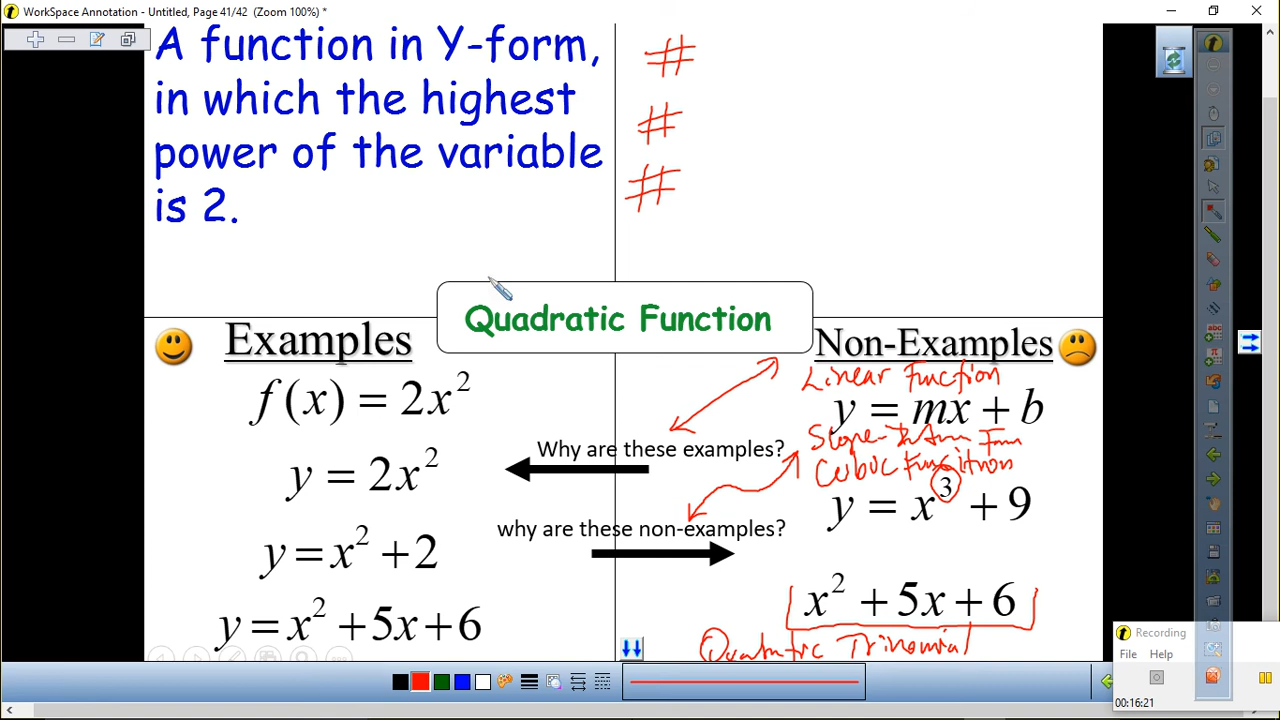 WorkSpace Annotation - Untitled, Page 41/42 (Zoom 100%) *
A function in Y-form,
in which the highest
power of the variable
is 2.
#
#
#
Quadratic Function
Examples
f(x) = 2x²
y = 2x²
y = x² + 2
y = x² + 5x + 6
Why are these examples?
why are these non-examples?
Non-Examples
Linear Function
y = mx + b
Cubic Function
y = x³ + 9
x² + 5x + 6
Quadratic Trinomial
abc
π
Recording
File Help
00:16:21